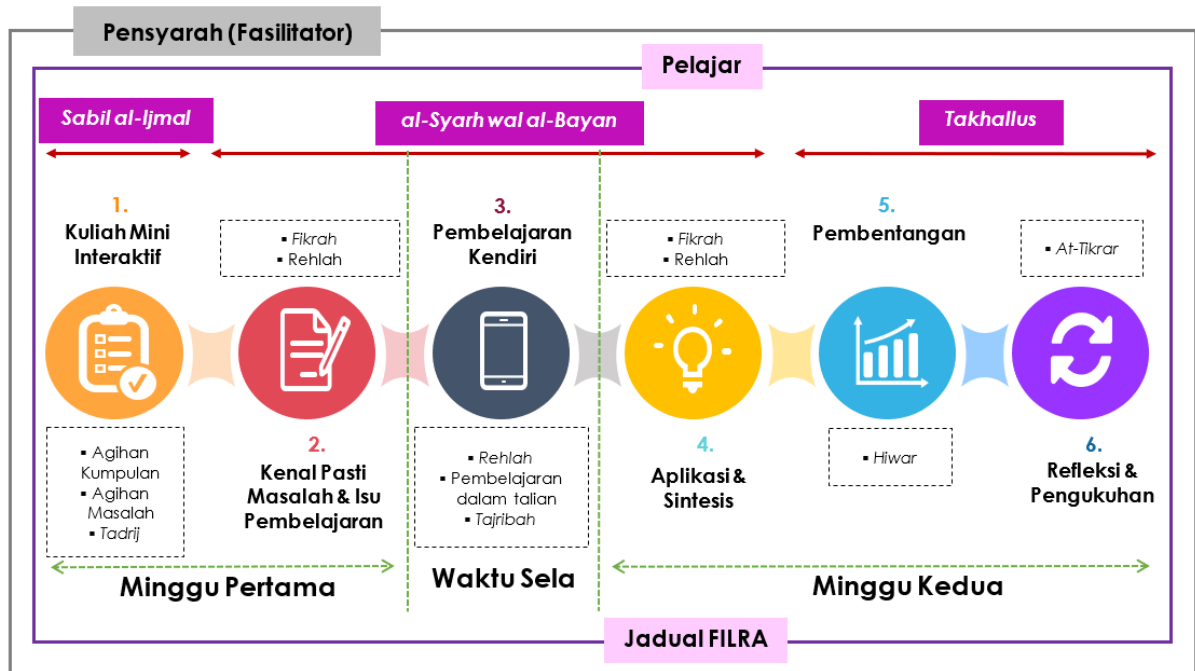 Pensyarah (Fasilitator)
Pelajar
Sabil al-Ijmal
al-Syarh wal al-Bayan
Takhallus
1.
Kuliah Mini
Interaktif
▪ Agihan
Kumpulan
▪ Agihan
Masalah
▪ Tadrij
▪ Fikrah
▪ Rehlah
2.
Kenal Pasti
Masalah & Isu
Pembelajaran
3.
Pembelajaran
Kendiri
▪ Rehlah
▪ Pembelajaran
dalam talian
▪ Tajribah
▪ Fikrah
▪ Rehlah
4.
Aplikasi &
Sintesis
5.
Pembentangan
▪ Hiwar
▪ At-Tikrar
6.
Refleksi &
Pengukuhan
Minggu Pertama
Waktu Sela
Minggu Kedua
Jadual FILRA